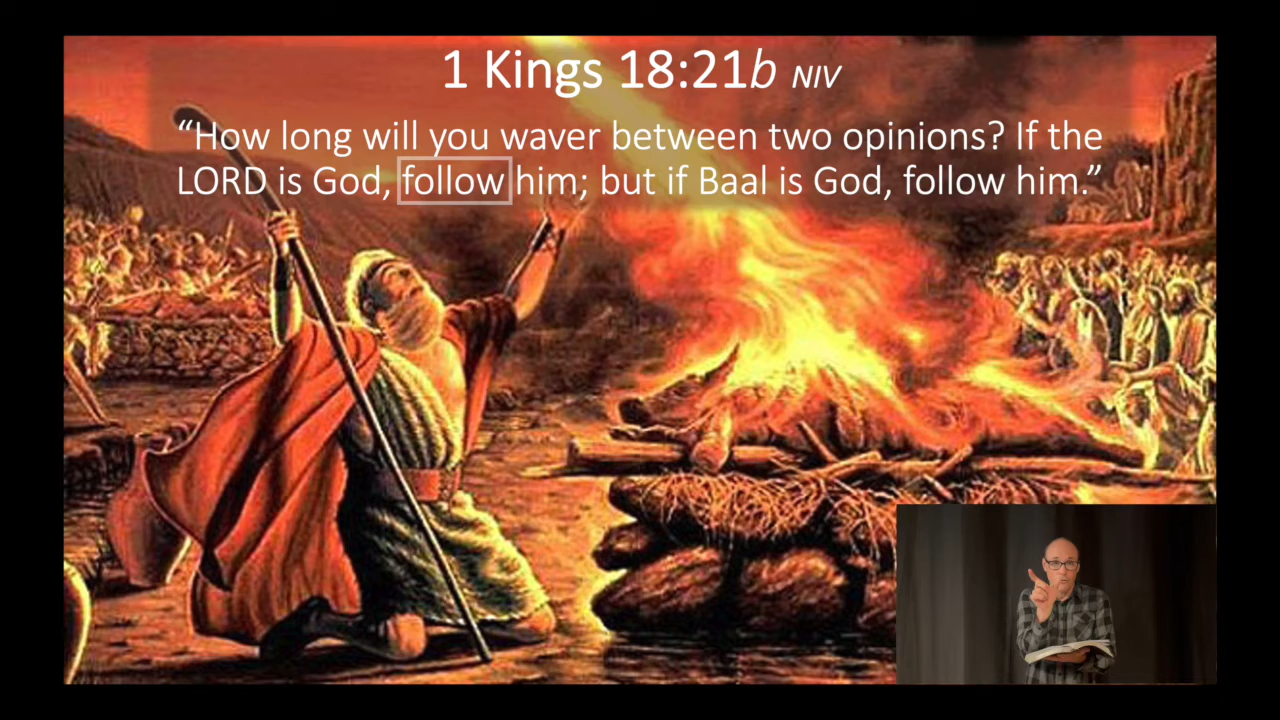 1 Kings 18:21b NIV
“How long will you waver between two opinions? If the
LORD is God, follow him; but if Baal is God, follow him.”